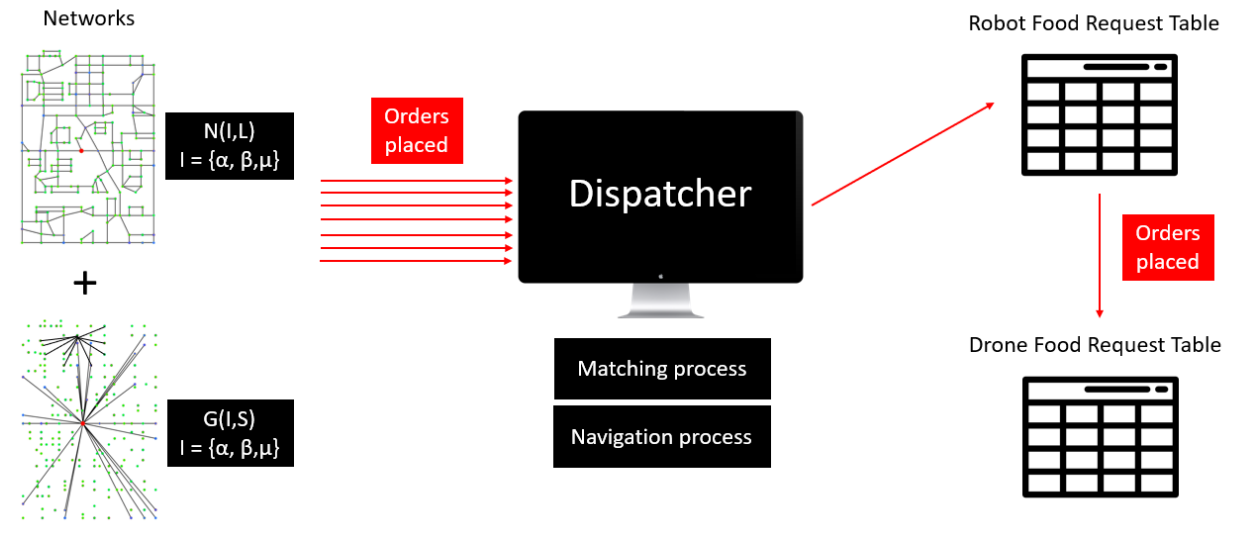 Networks
N(I,L)
I = {α, β,μ}
+
G(I,S)
I = {α, β,μ}
Orders
placed
Dispatcher
Matching process
Navigation process
Robot Food Request Table
Orders
placed
Drone Food Request Table